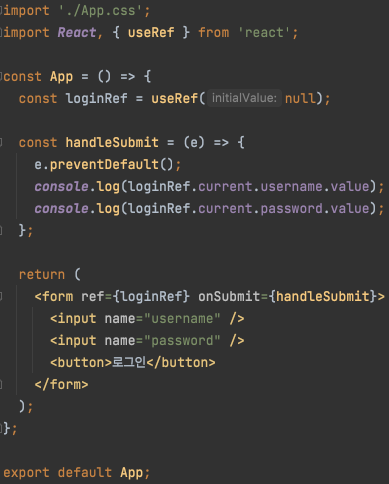 import './App.css';
import React, { useRef } from 'react';

const App = () => {
  const loginRef = useRef( initialValue: null);

  const handleSubmit = (e) => {
    e.preventDefault();
    console.log(loginRef.current.username.value);
    console.log(loginRef.current.password.value);
  };

  return (
    <form ref={loginRef} onSubmit={handleSubmit}>
      <input name="username" />
      <input name="password" />
      <button>로그인</button>
    </form>
  );
};

export default App;